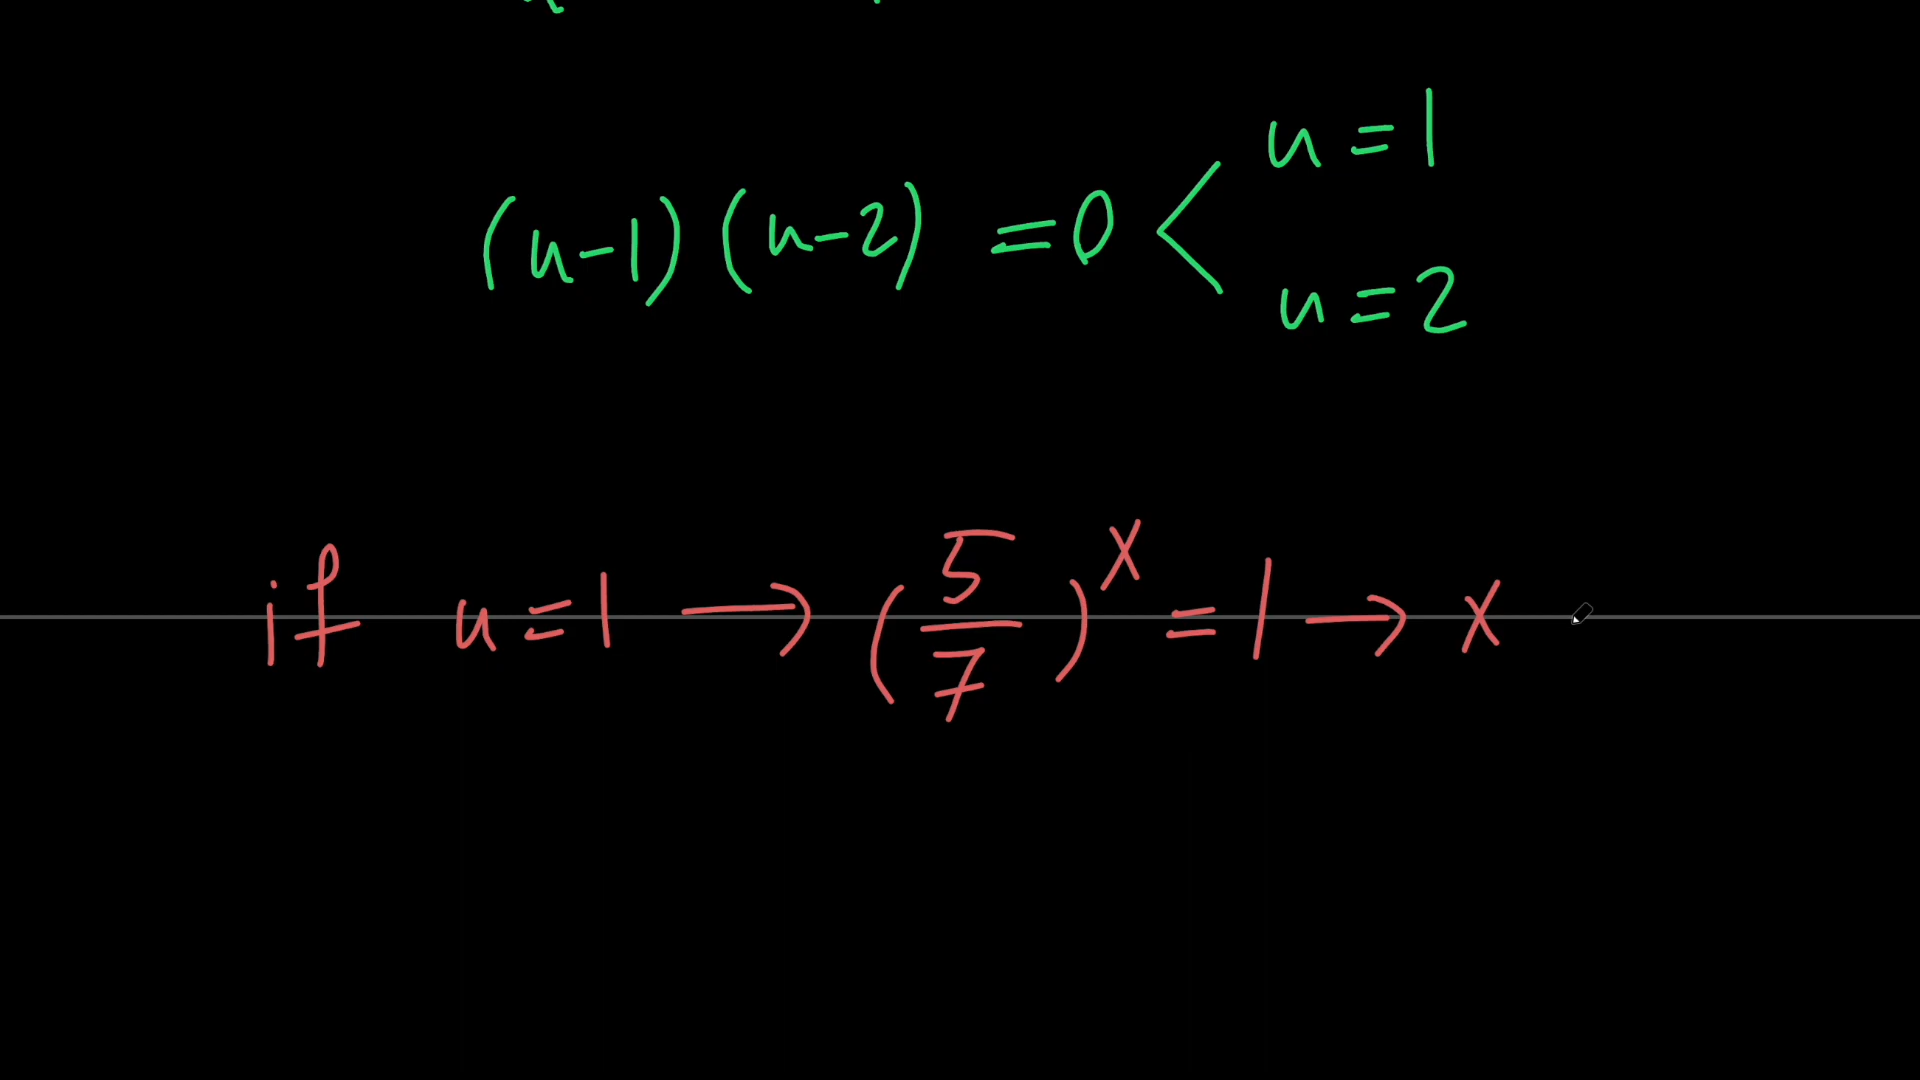 (u-1)(u-2)=0 < u=1
u=2
if u=1 → (5/7)^x =1 → x